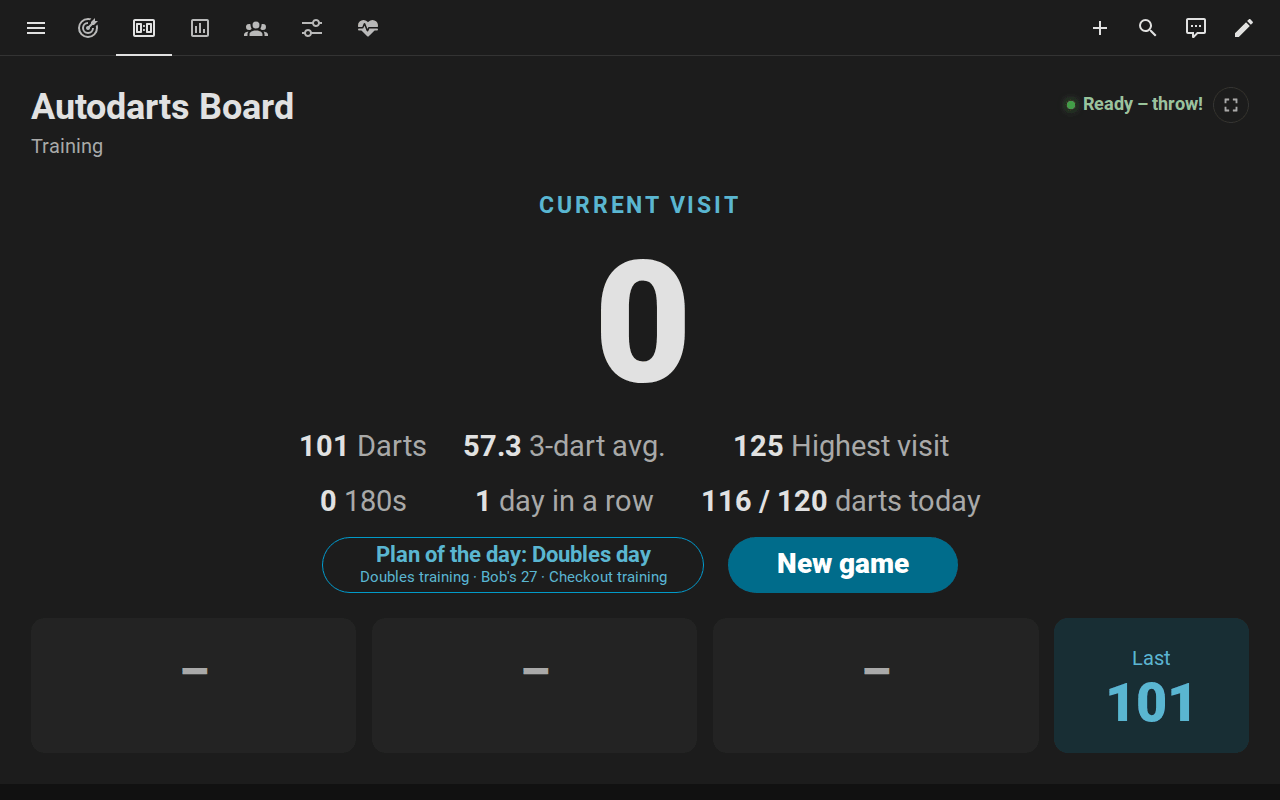 Autodarts Board
Ready – throw!
Training
CURRENT VISIT
0
101 Darts 57.3 3-dart avg. 125 Highest visit
0 180s 1 day in a row 116 / 120 darts today
Plan of the day: Doubles day
Doubles training · Bob's 27 · Checkout training
New game
– – –
Last
101